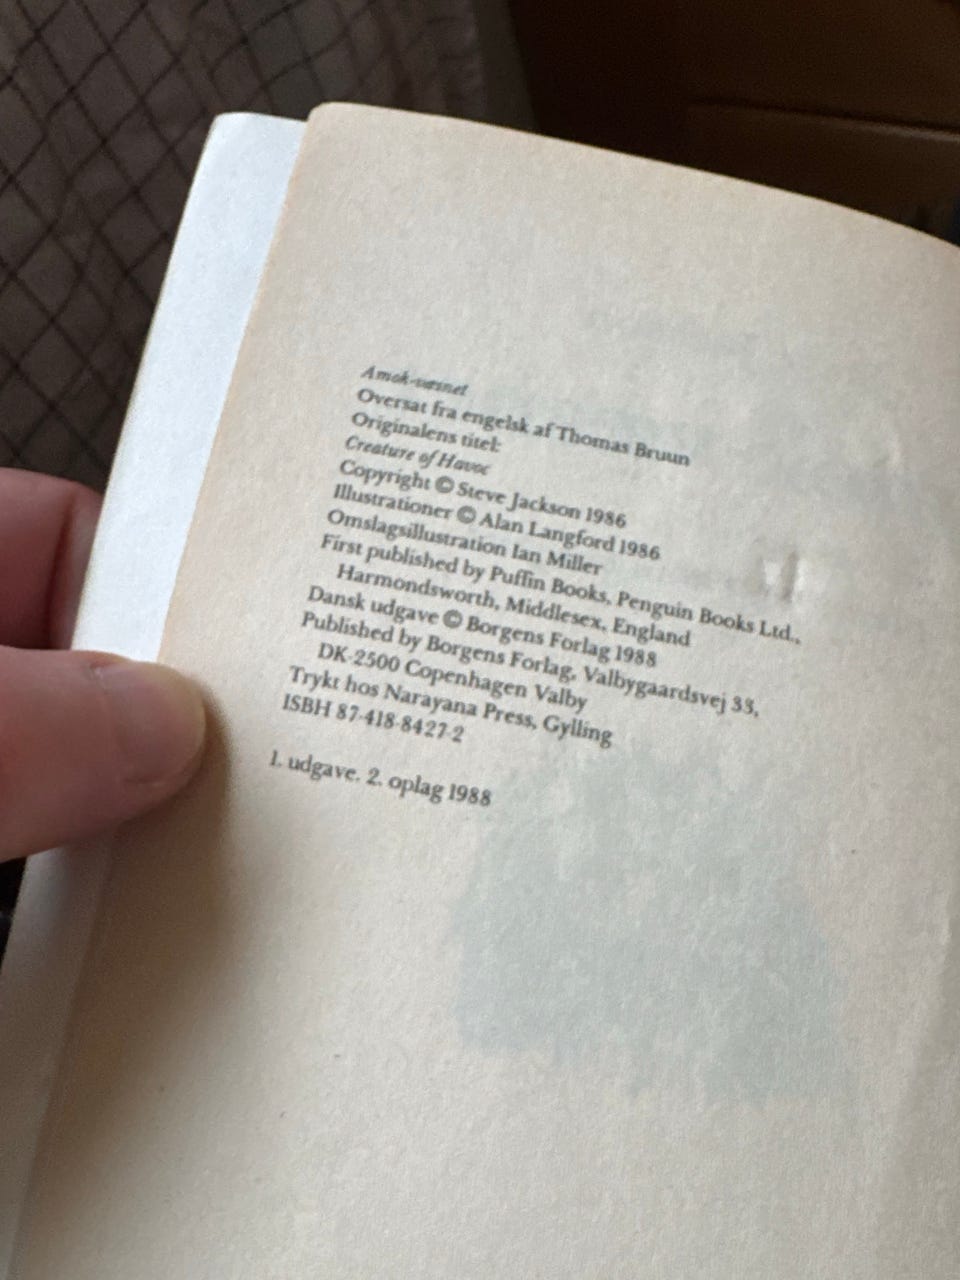 Amok-væsnet
Oversat fra engelsk af Thomas Bruun
Originalens titel:
Creature of Havoc
Copyright © Steve Jackson 1986
Illustrationer © Alan Langford 1986
Omslagsillustration Ian Miller
First published by Puffin Books, Penguin Books Ltd.,
Harmondsworth, Middlesex, England
Dansk udgave © Borgens Forlag 1988
Published by Borgens Forlag, Valbygaardsvej 33,
DK-2500 Copenhagen Valby
Trykt hos Narayana Press, Gylling
ISBH 87-418-8427-2
1. udgave. 2. oplag 1988